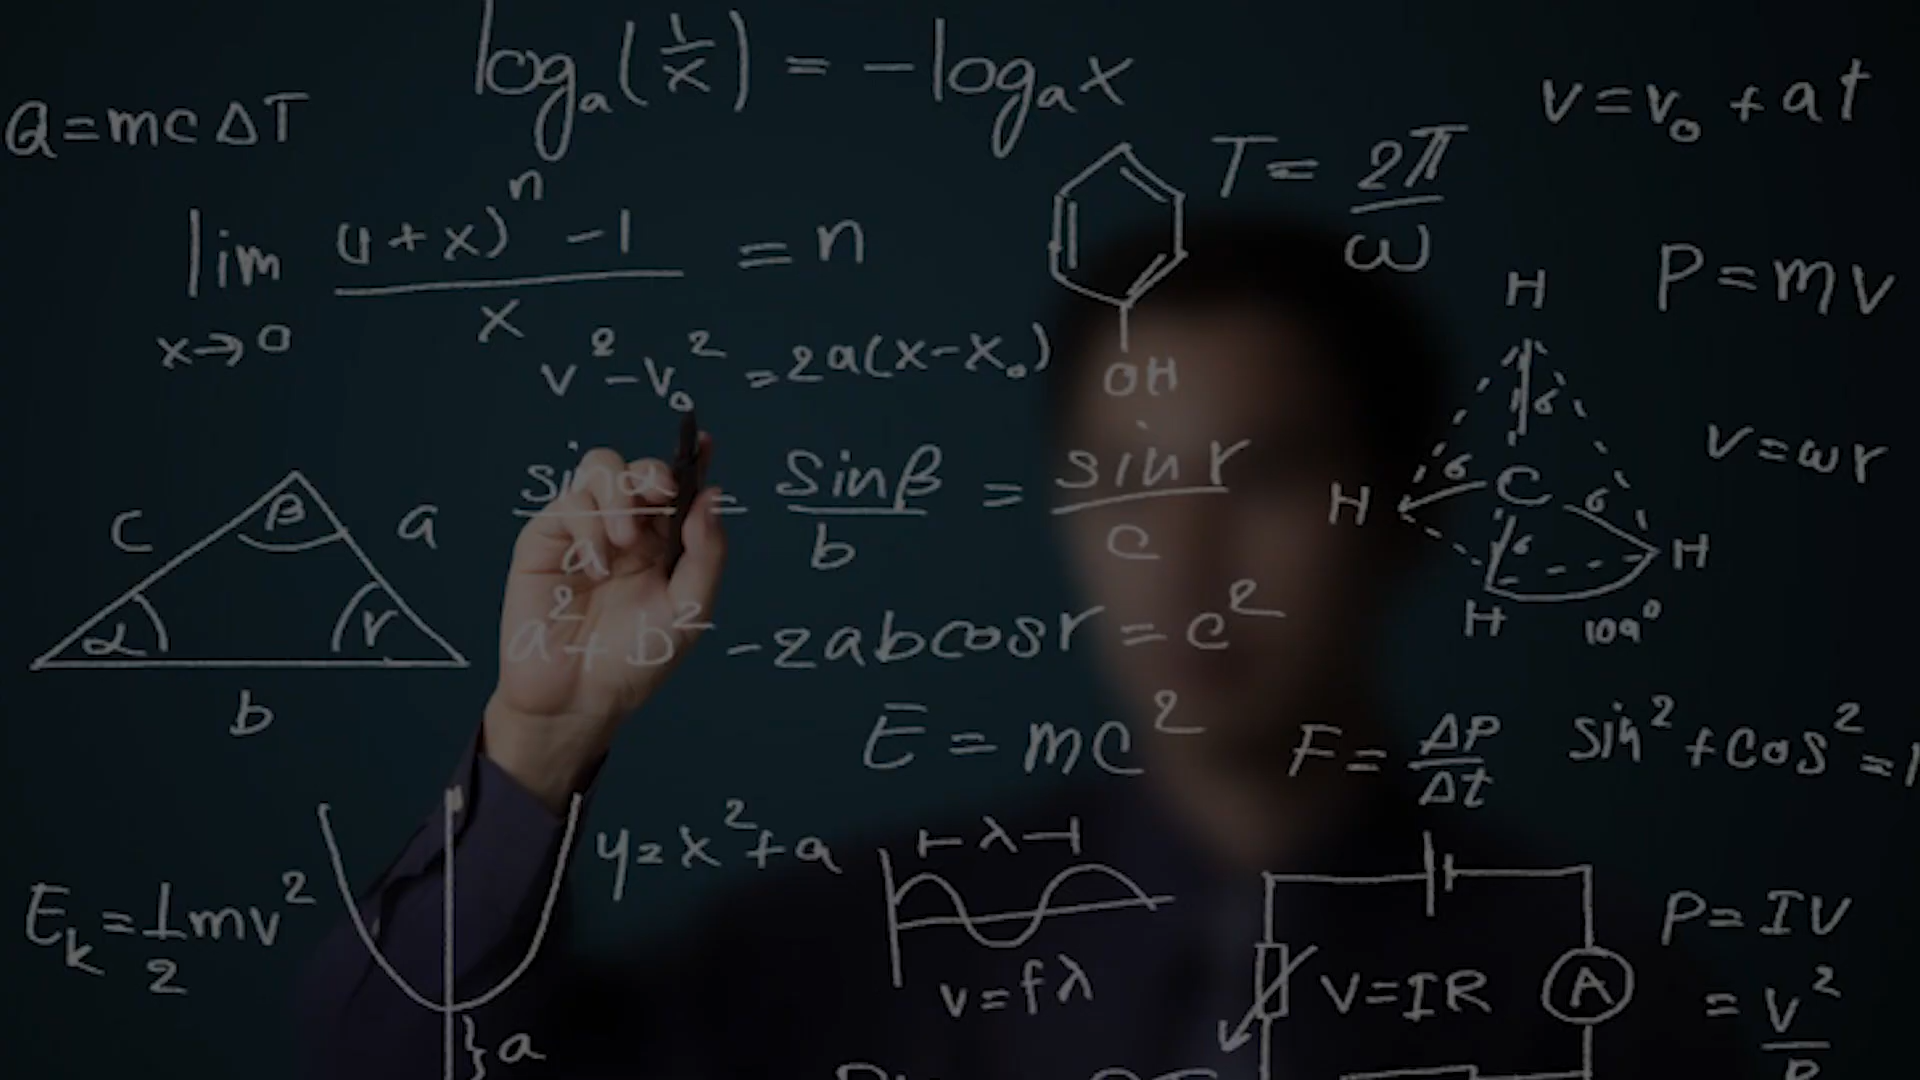 logₐ(1/x) = -logₐx
Q=mcΔT
v=v₀+at
T=2π/ω
lim x→0 ((1+x)ⁿ-1)/x = n
P=mv
H
v²-v₀²=2a(x-x₀)
OH
σ
v=ωr
sinα/a = sinβ/b = sinr/c
σ C σ
H
H
β
c
a
σ
α
r
H
109°
a²+b²-2abcosr=c²
b
E=mc²
F=ΔP/Δt
sin²+cos²=1
y=x²+a
λ
Eₖ=1/2mv²
P=IV
v=fλ
V=IR
A
=V²/R
a